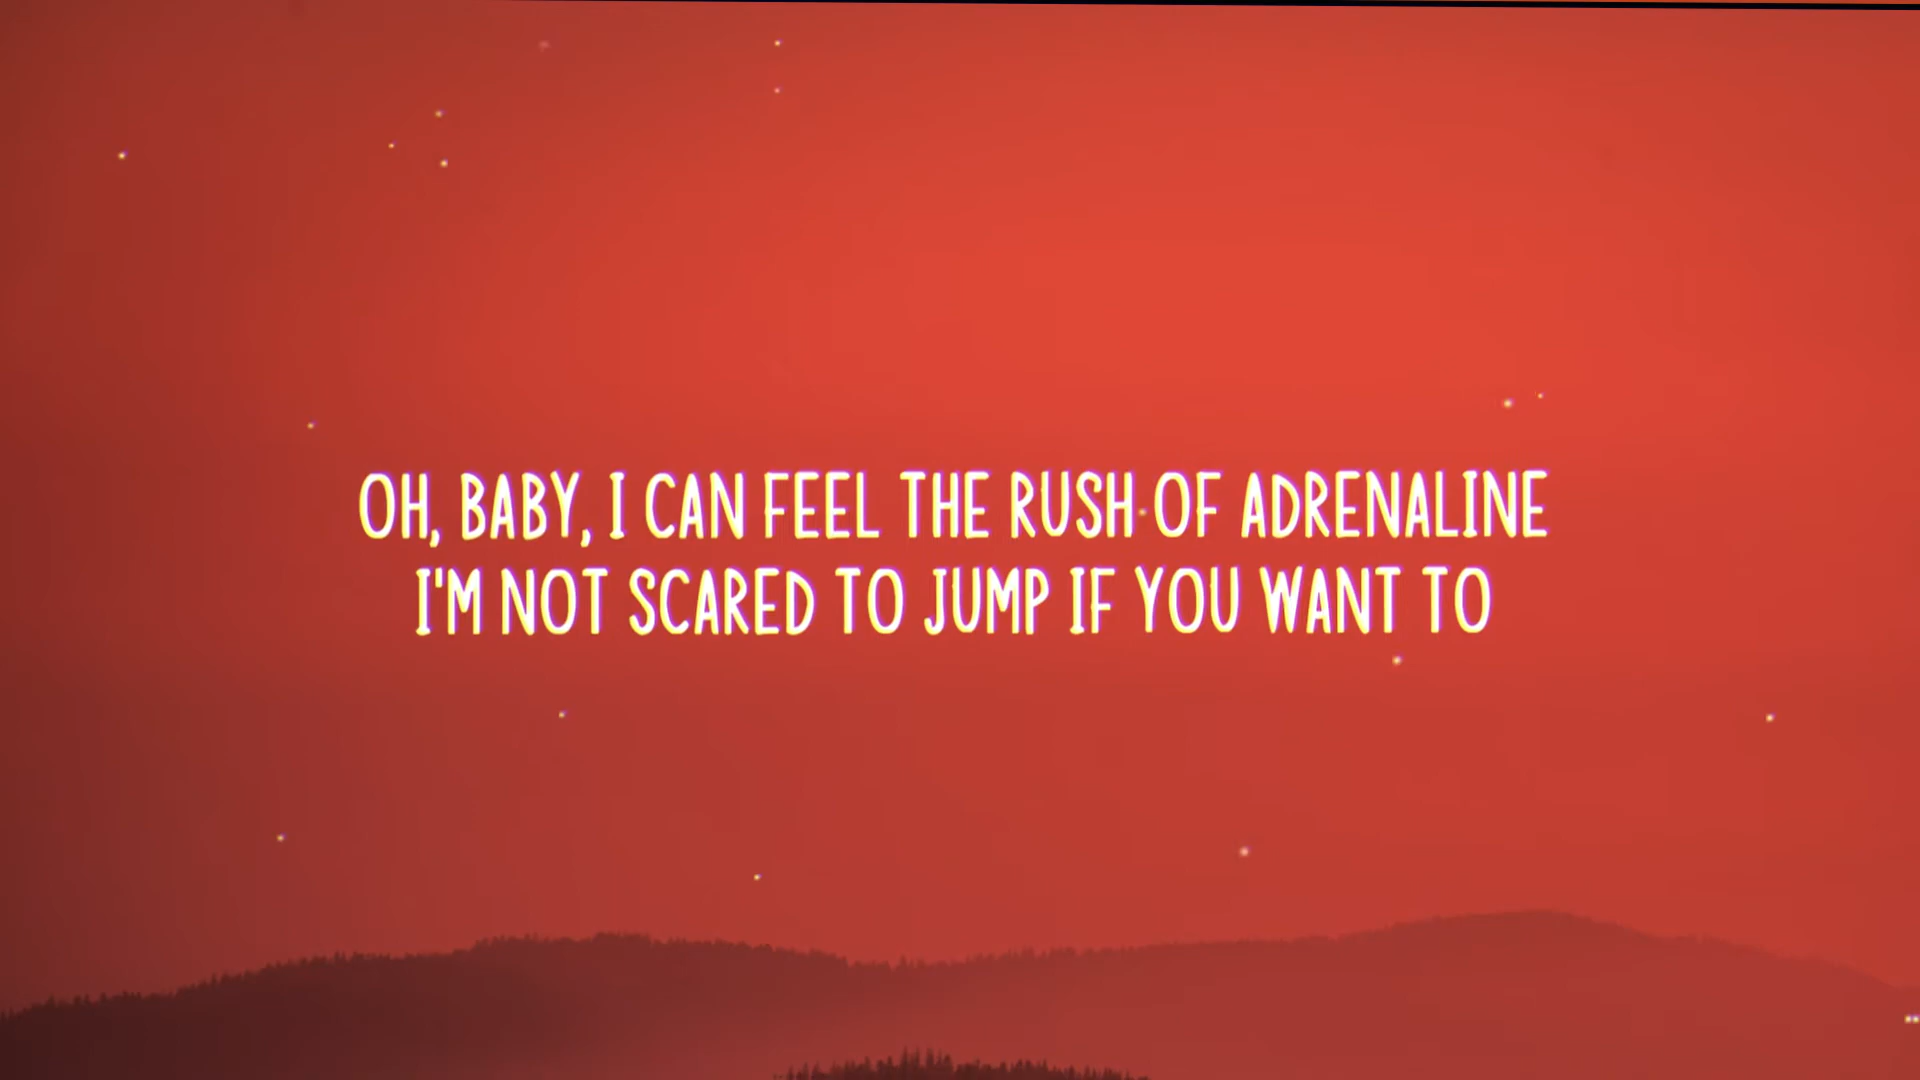 OH, BABY, I CAN FEEL THE RUSH OF ADRENALINE
I'M NOT SCARED TO JUMP IF YOU WANT TO